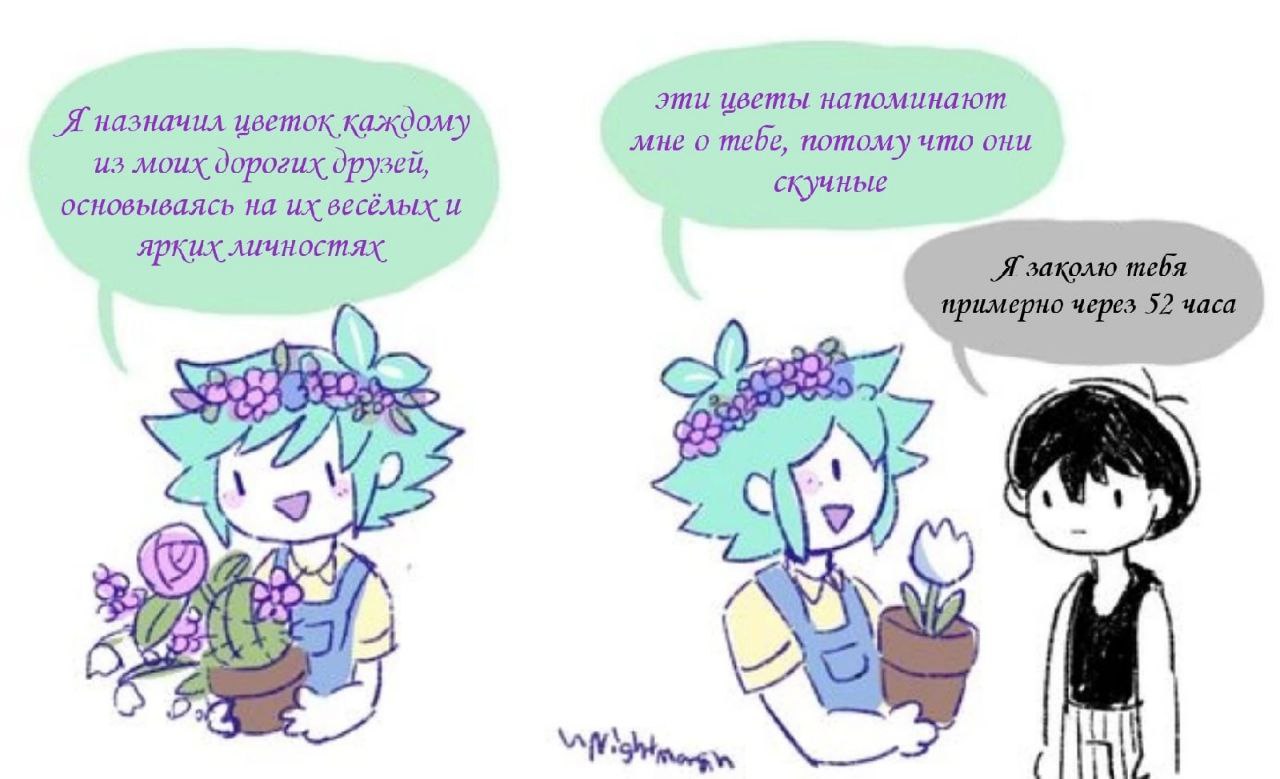 Я назначил цветок каждому
из моих дорогих друзей,
основываясь на их весёлых и
ярких личностях
эти цветы напоминают
мне о тебе, потому что они
скучные
Я заколю тебя
примерно через 52 часа